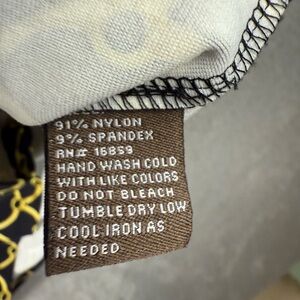 91% NYLON
9% SPANDEX
RN# 16859
HAND WASH COLD
WITH LIKE COLORS
DO NOT BLEACH
TUMBLE DRY LOW
COOL IRON AS
NEEDED